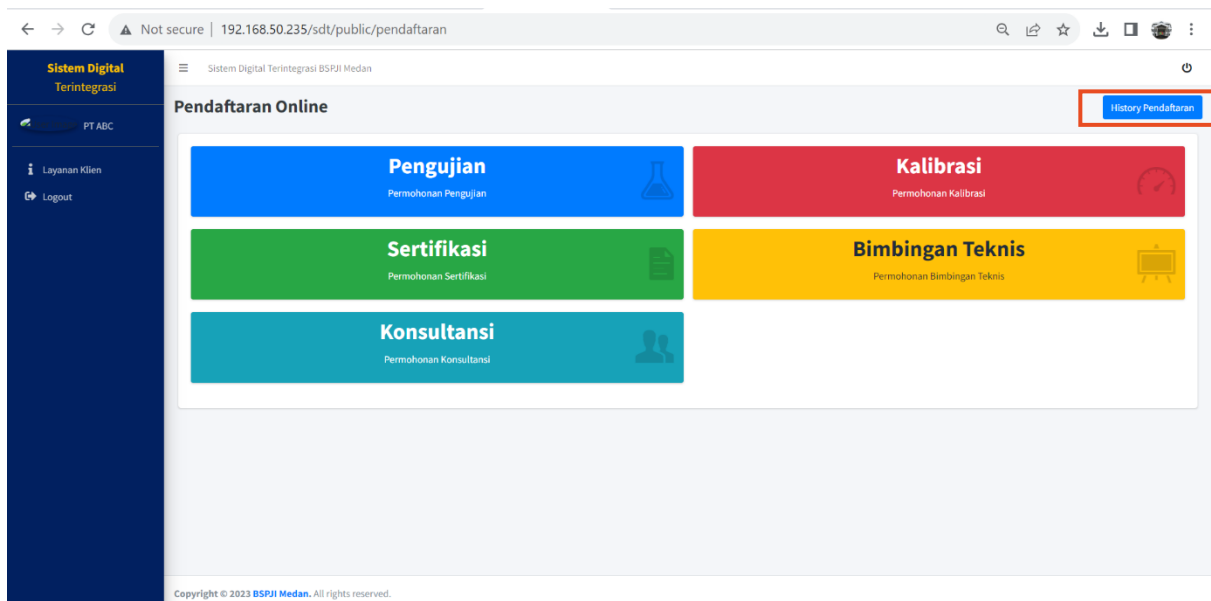 Not secure | 192.168.50.235/sdt/public/pendaftaran
Sistem Digital
Terintegrasi
Sistem Digital Terintegrasi BSPJI Medan
PT ABC
Layanan Klien
Logout
Pendaftaran Online
History Pendaftaran
Pengujian
Permohonan Pengujian
Kalibrasi
Permohonan Kalibrasi
Sertifikasi
Permohonan Sertifikasi
Bimbingan Teknis
Permohonan Bimbingan Teknis
Konsultansi
Permohonan Konsultansi
Copyright © 2023 BSPJI Medan. All rights reserved.